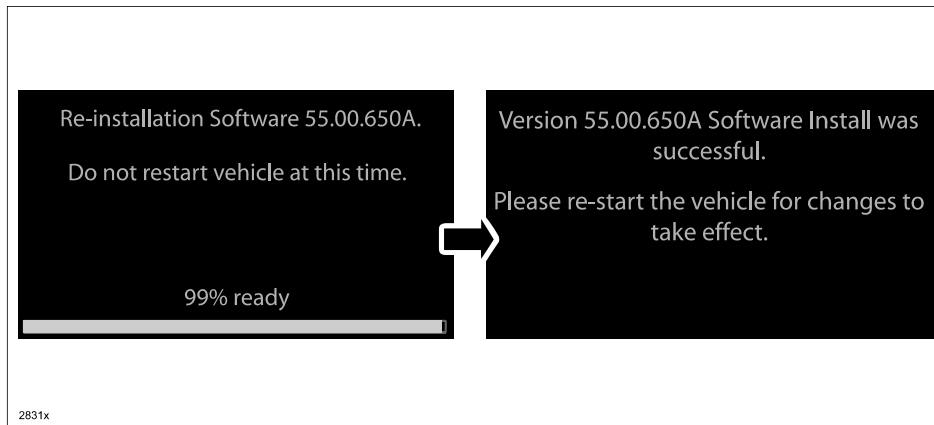 Re-installation Software 55.00.650A.
Do not restart vehicle at this time.
99% ready
Version 55.00.650A Software Install was
successful.
Please re-start the vehicle for changes to
take effect.
2831x